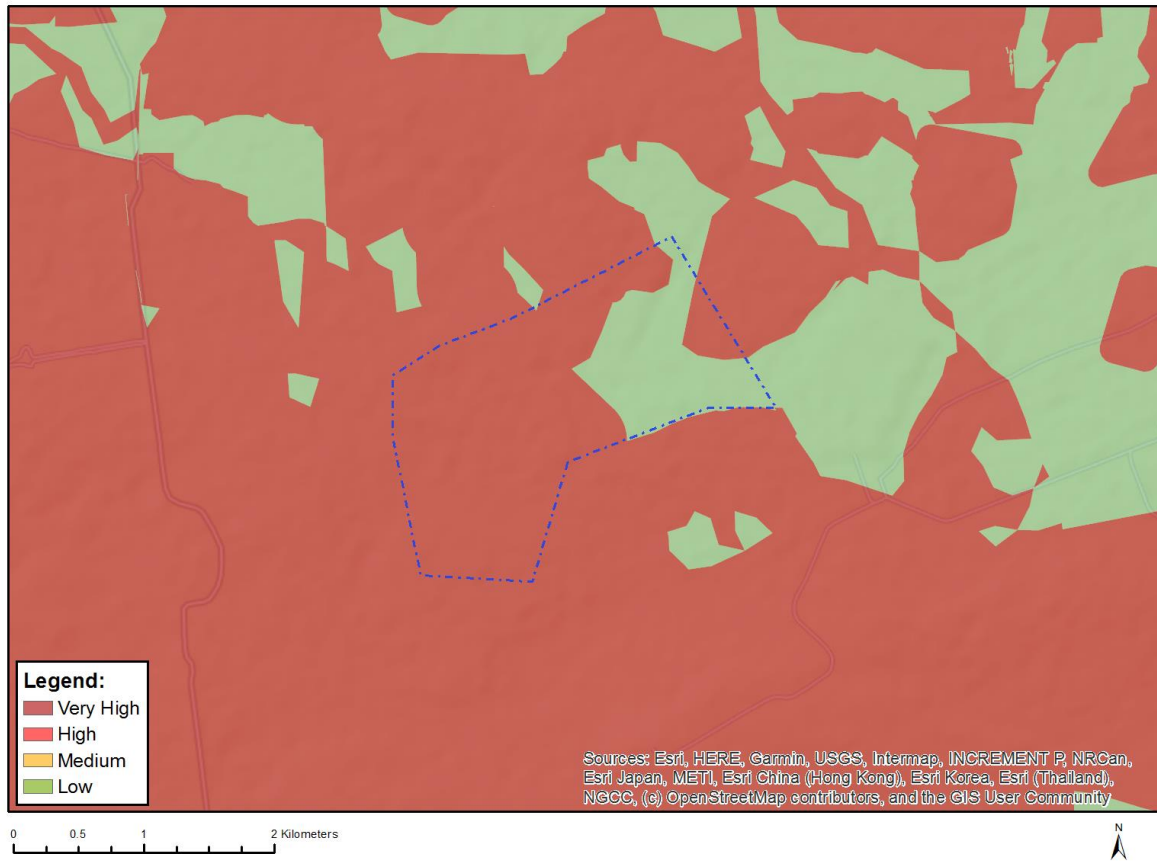 Legend:
Very High
High
Medium
Low
Sources: Esri, HERE, Garmin, USGS, Intermap, INCREMENT P, NRCan,
Esri Japan, METI, Esri China (Hong Kong), Esri Korea, Esri (Thailand),
NGCC, (c) OpenStreetMap contributors, and the GIS User Community
0 0.5 1 2 Kilometers
N